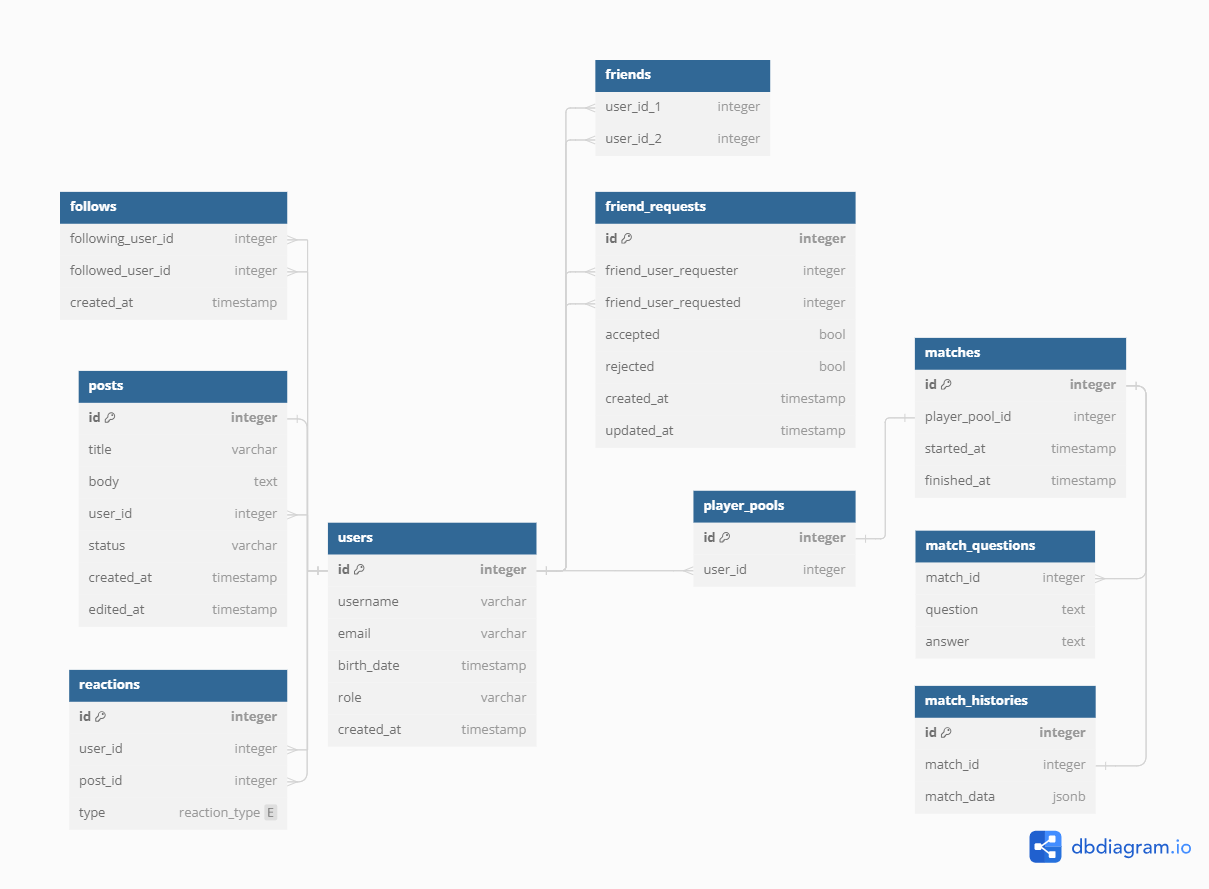 friends
user_id_1 integer
user_id_2 integer
follows
following_user_id integer
followed_user_id integer
created_at timestamp
friend_requests
id integer
friend_user_requester integer
friend_user_requested integer
accepted bool
rejected bool
created_at timestamp
updated_at timestamp
matches
id integer
player_pool_id integer
started_at timestamp
finished_at timestamp
posts
id integer
title varchar
body text
user_id integer
status varchar
created_at timestamp
edited_at timestamp
player_pools
id integer
user_id integer
users
id integer
username varchar
email varchar
birth_date timestamp
role varchar
created_at timestamp
match_questions
match_id integer
question text
answer text
reactions
id integer
user_id integer
post_id integer
type reaction_type E
match_histories
id integer
match_id integer
match_data jsonb
dbdiagram.io